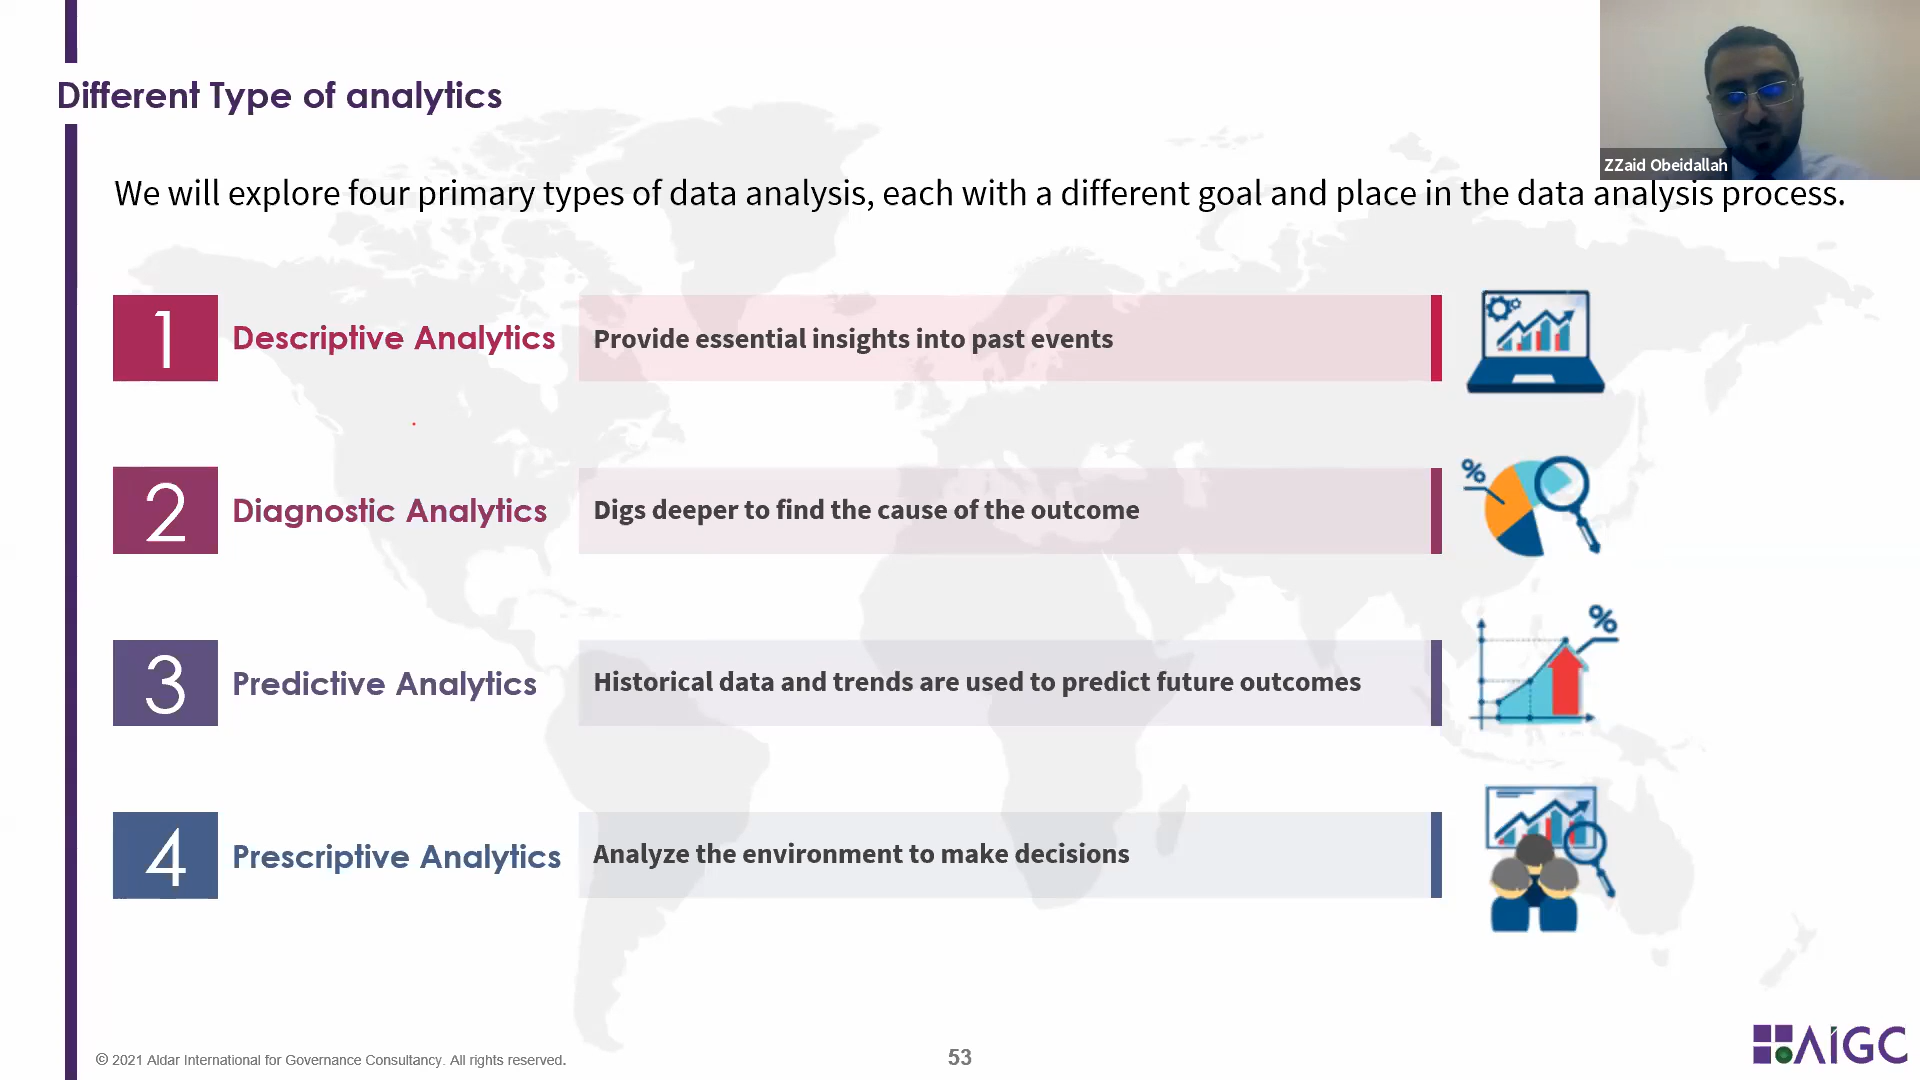 Different Type of analytics
ZZaid Obeidallah
We will explore four primary types of data analysis, each with a different goal and place in the data analysis process.
1
Descriptive Analytics
Provide essential insights into past events
2
Diagnostic Analytics
Digs deeper to find the cause of the outcome
%
3
Predictive Analytics
Historical data and trends are used to predict future outcomes
%
4
Prescriptive Analytics
Analyze the environment to make decisions
© 2021 Aldar International for Governance Consultancy. All rights reserved.
53
AIGC